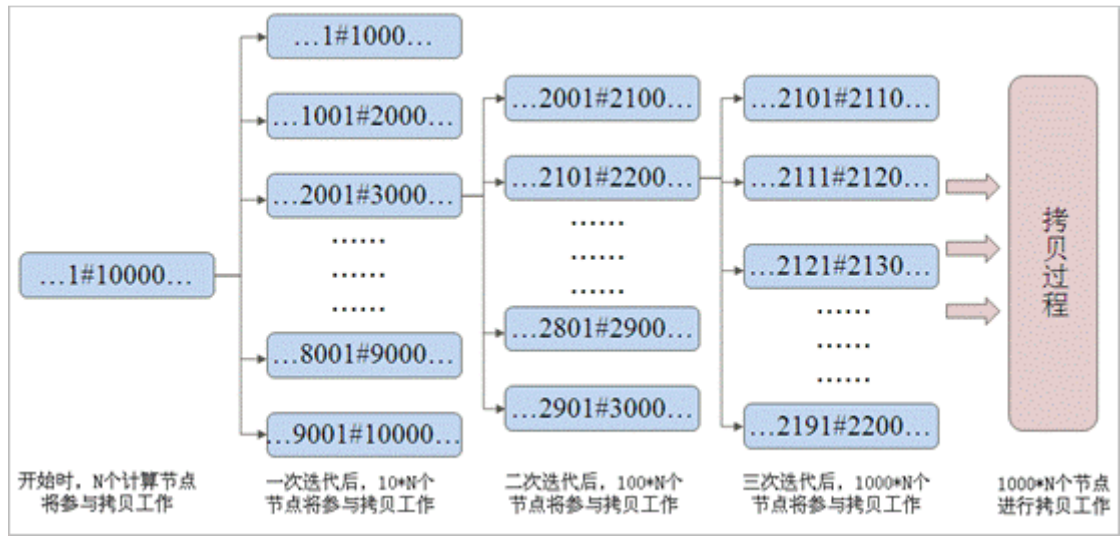 ...1#10000...
...1#1000...
...1001#2000...
...2001#3000...
......
......
......
...8001#9000...
...9001#10000...
...2001#2100...
...2101#2200...
......
......
......
...2801#2900...
...2901#3000...
...2101#2110...
...2111#2120...
...2121#2130...
......
......
......
...2191#2200...
拷贝过程
开始时，N个计算节点
将参与拷贝工作
一次迭代后，10*N个
节点将参与拷贝工作
二次迭代后，100*N个
节点将参与拷贝工作
三次迭代后，1000*N个
节点将参与拷贝工作
1000*N个节点
进行拷贝工作